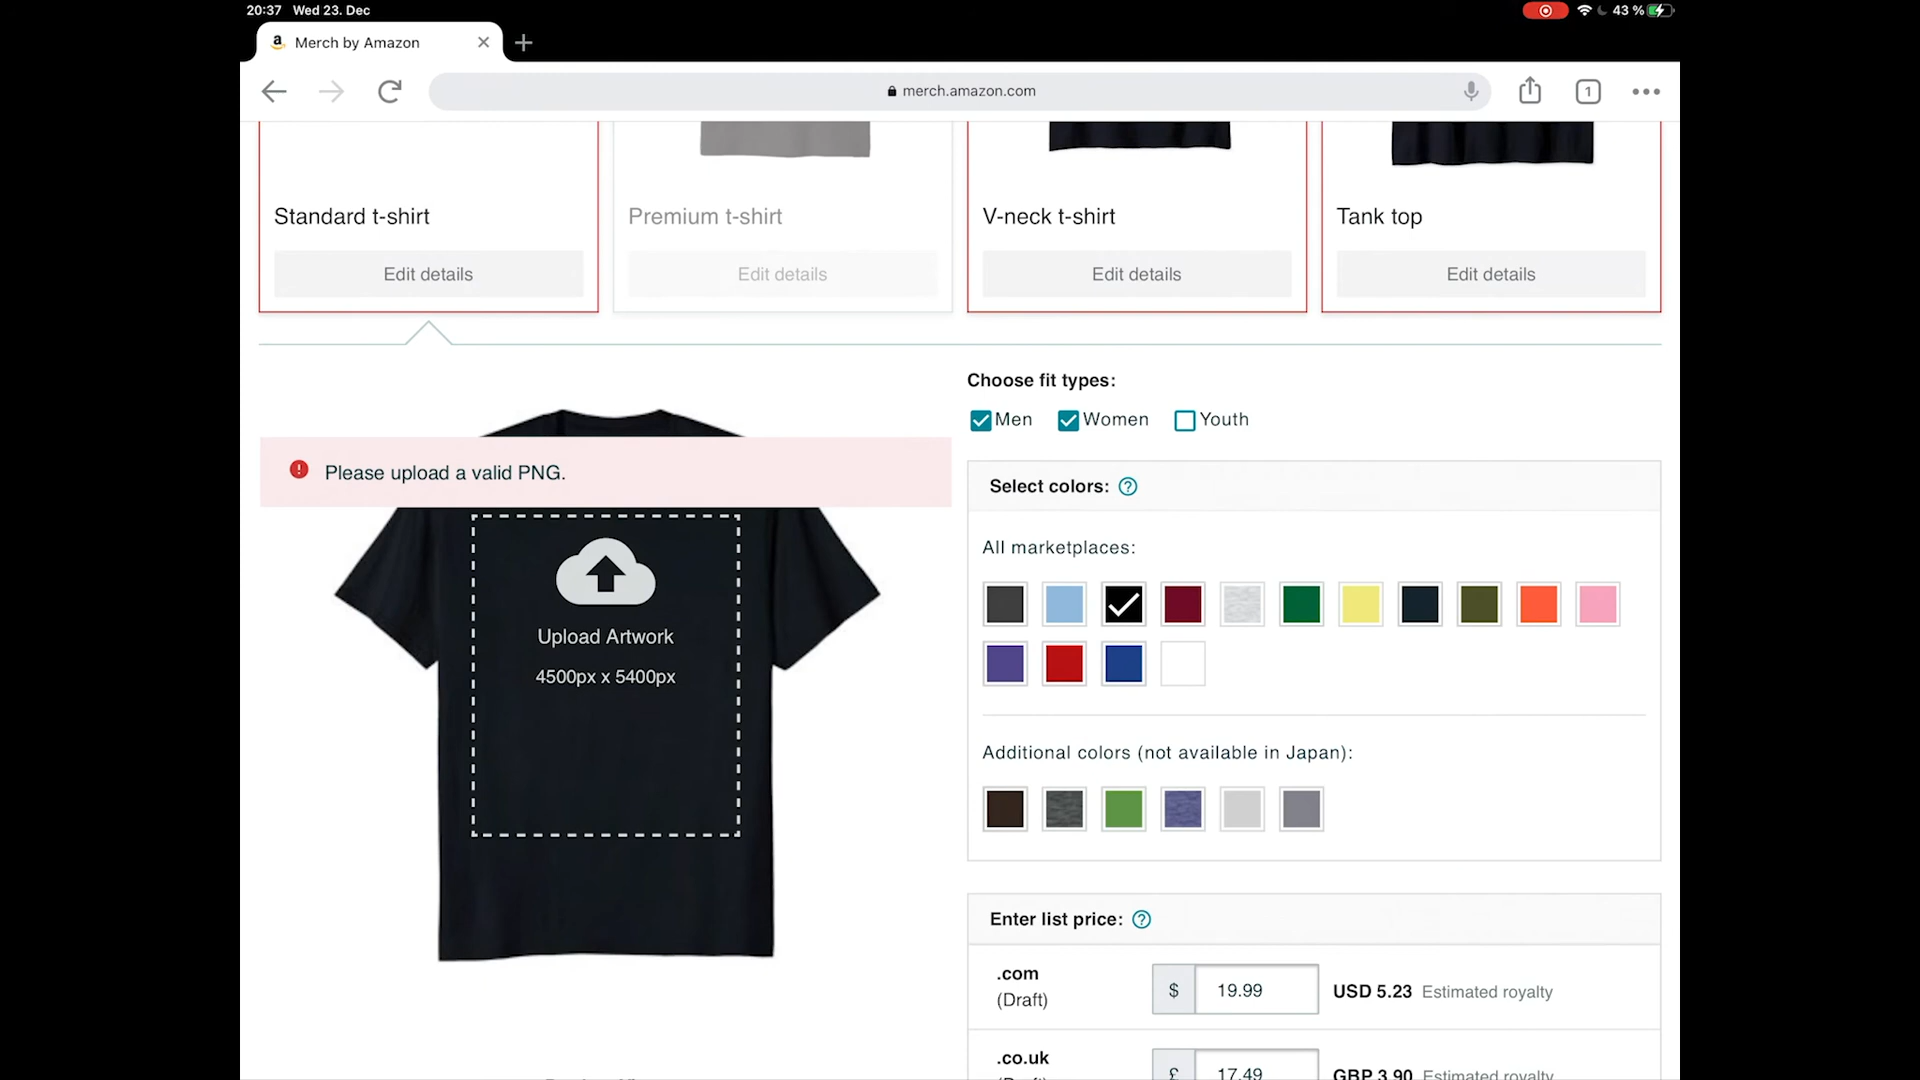 20:37 Wed 23. Dec
43 %
a Merch by Amazon
merch.amazon.com
1
Standard t-shirt
Premium t-shirt
V-neck t-shirt
Tank top
Edit details
Edit details
Edit details
Edit details
Please upload a valid PNG.
Upload Artwork
4500px x 5400px
Choose fit types:
Men Women Youth
Select colors: ?
All marketplaces:
Additional colors (not available in Japan):
Enter list price: ?
.com
(Draft)
$ 19.99 USD 5.23 Estimated royalty
.co.uk
£ 17.49 GBP 3.90 Estimated royalty